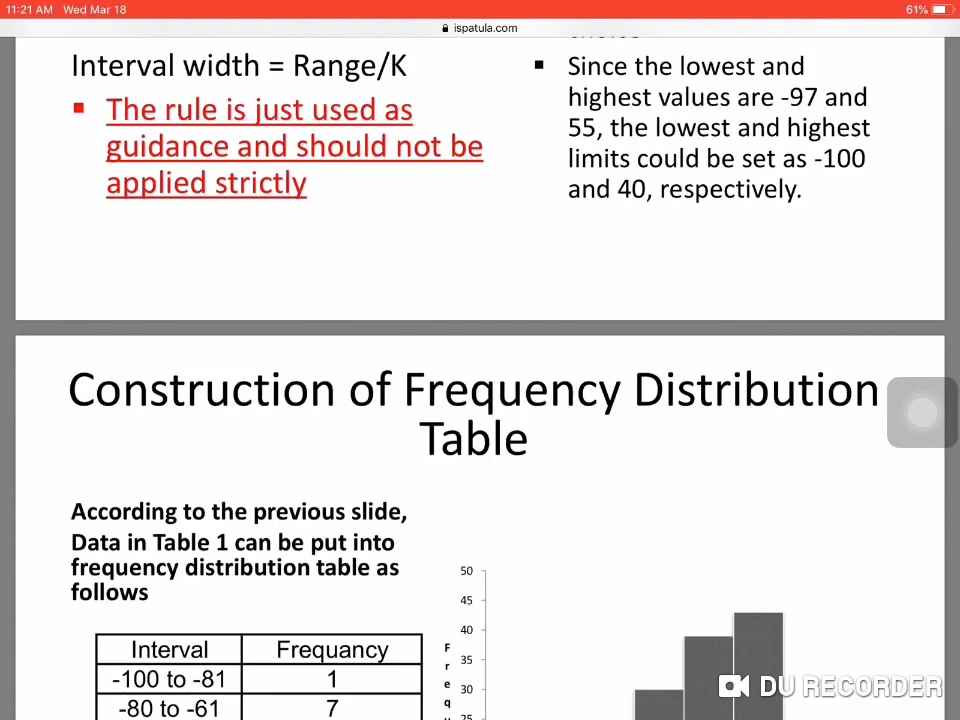 11:21 AM Wed Mar 18
61%
ispatula.com
Interval width = Range/K
▪ The rule is just used as
guidance and should not be
applied strictly
▪ Since the lowest and
highest values are -97 and
55, the lowest and highest
limits could be set as -100
and 40, respectively.
Construction of Frequency Distribution
Table
According to the previous slide,
Data in Table 1 can be put into
frequency distribution table as
follows
Interval Frequancy
-100 to -81 1
-80 to -61 7
50
45
40
35
30
25
F
r
e
q
u
DU RECORDER